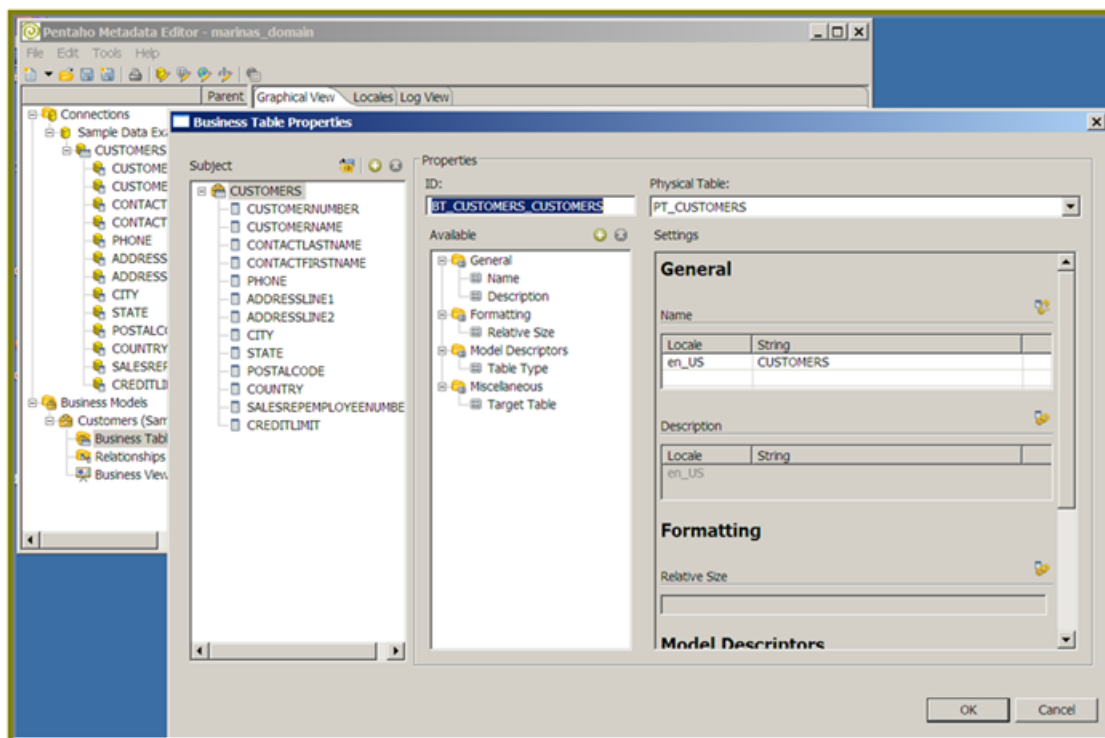 Pentaho Metadata Editor - marinas_domain
File Edit Tools Help
Parent Graphical View Locales Log View
Connections
Sample Data Ex
CUSTOMERS
CUSTOME
CUSTOME
CONTACT
CONTACT
PHONE
ADDRESS
ADDRESS
CITY
STATE
POSTALCO
COUNTRY
SALESREP
CREDITLI
Business Models
Customers (Sam
Business Tabl
Relationships
Business View
Business Table Properties
Subject
CUSTOMERS
CUSTOMERNUMBER
CUSTOMERNAME
CONTACTLASTNAME
CONTACTFIRSTNAME
PHONE
ADDRESSLINE1
ADDRESSLINE2
CITY
STATE
POSTALCODE
COUNTRY
SALESREPEMPLOYEENUMBE
CREDITLIMIT
Properties
ID:
BT_CUSTOMERS_CUSTOMERS
Physical Table:
PT_CUSTOMERS
Available
General
Name
Description
Formatting
Relative Size
Model Descriptors
Table Type
Miscellaneous
Target Table
Settings
General
Name
Locale String
en_US CUSTOMERS
Description
Locale String
en_US
Formatting
Relative Size
Model Descriptors
OK Cancel